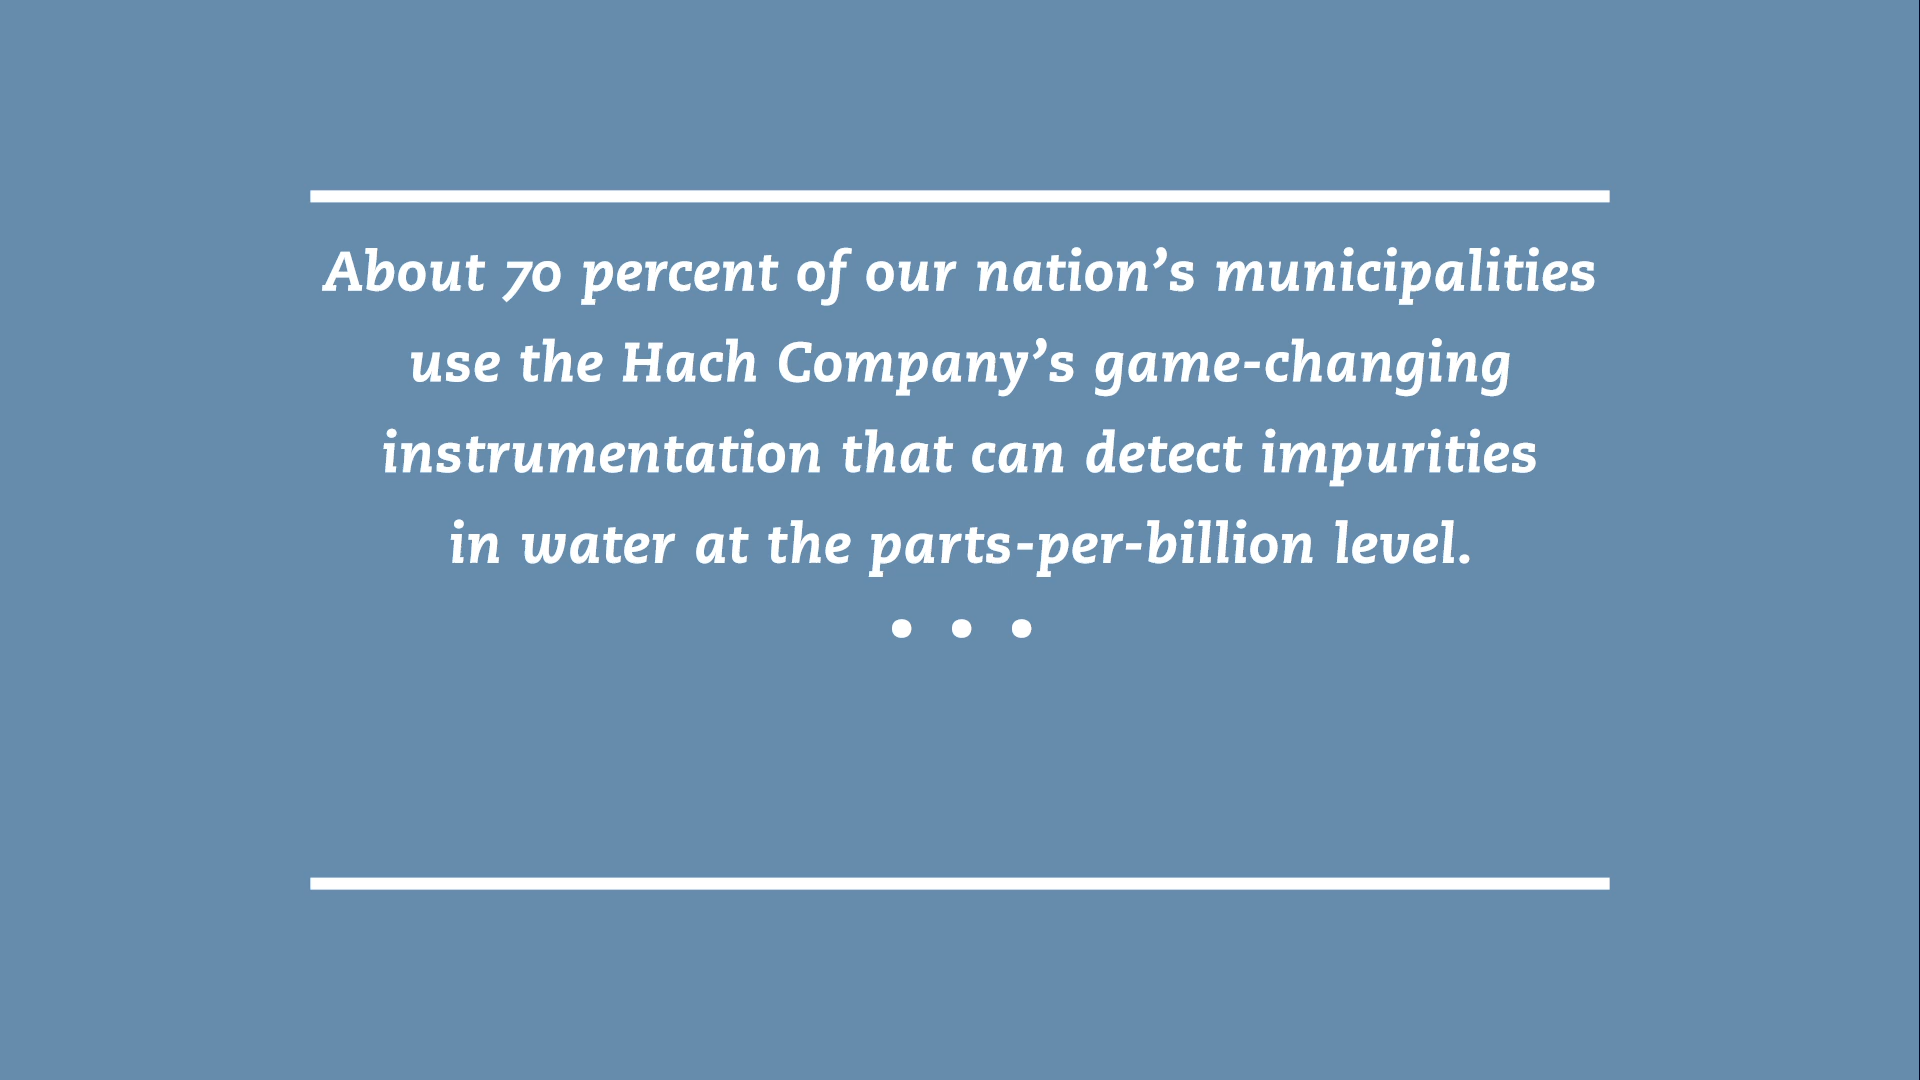 About 70 percent of our nation’s municipalities
use the Hach Company’s game-changing
instrumentation that can detect impurities
in water at the parts-per-billion level.
• • •